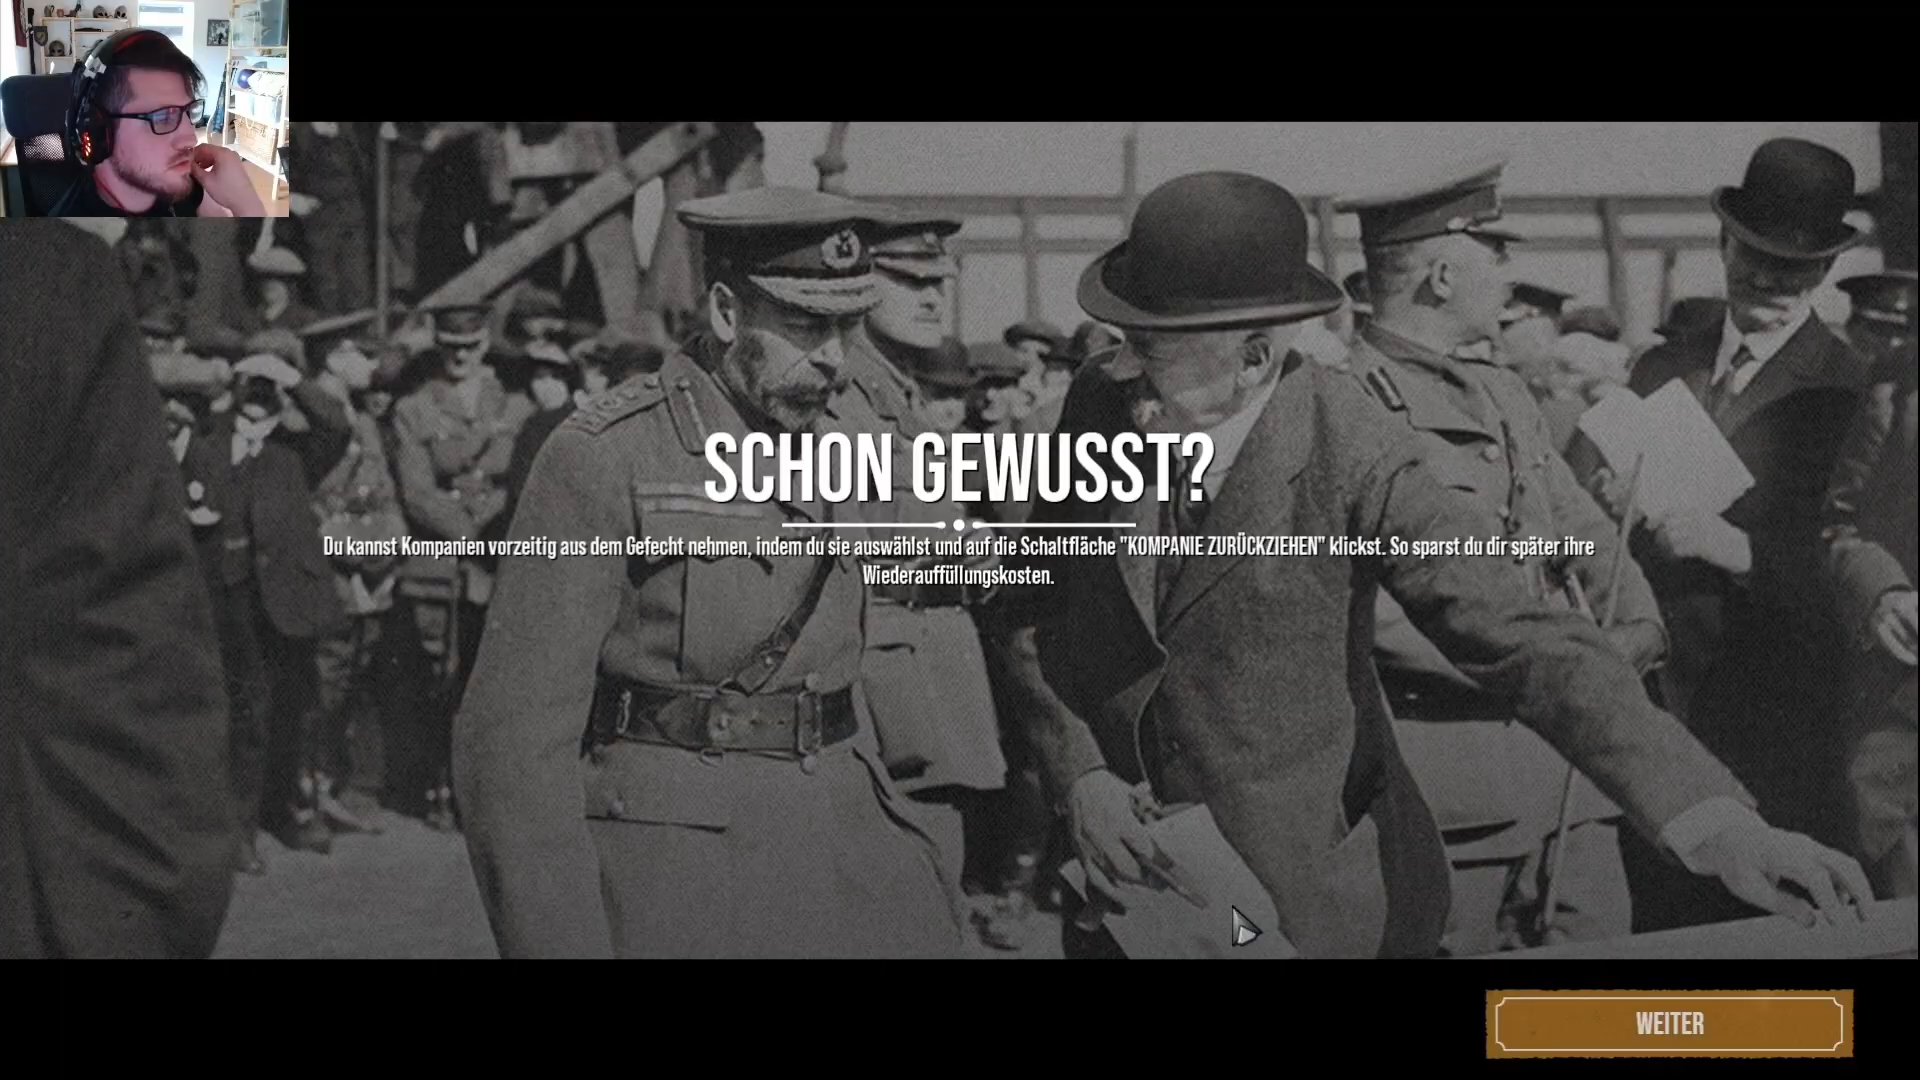 SCHON GEWUSST?
Du kannst Kompanien vorzeitig aus dem Gefecht nehmen, indem du sie auswählst und auf die Schaltfläche "KOMPANIE ZURÜCKZIEHEN" klickst. So sparst du dir später ihre
Wiederauffüllungskosten.
WEITER